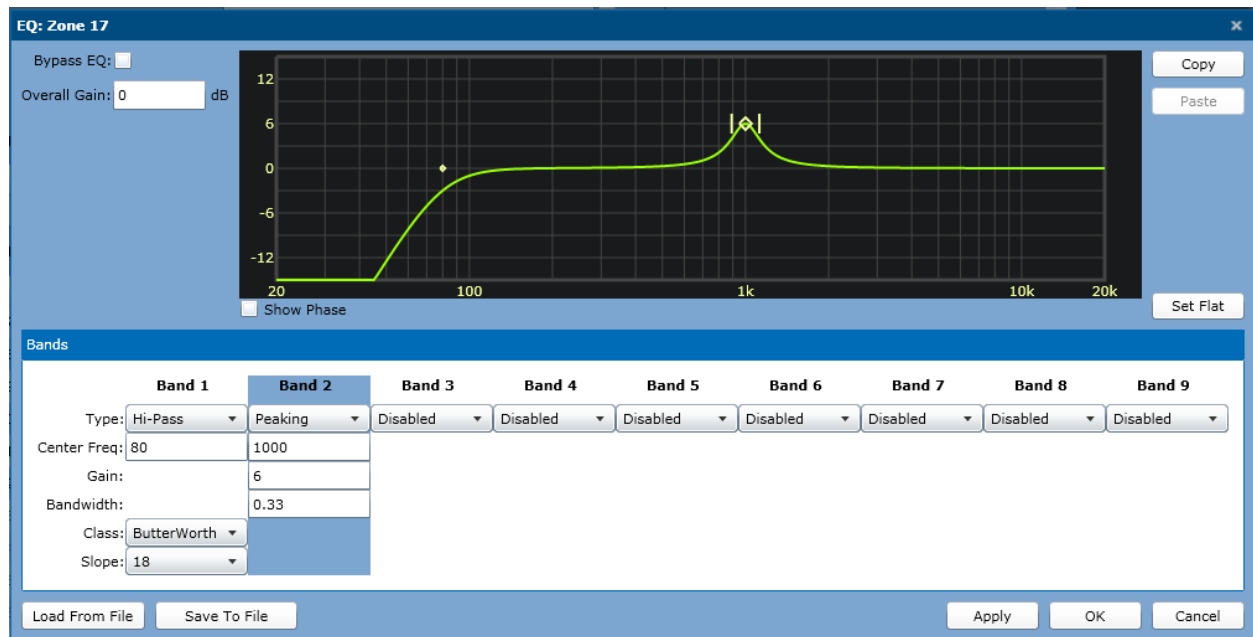 EQ: Zone 17
Bypass EQ:
Overall Gain: 0 dB
Copy
Paste
12
6
0
-6
-12
20 100 1k 10k 20k
Show Phase
Set Flat
Bands
Band 1 Band 2 Band 3 Band 4 Band 5 Band 6 Band 7 Band 8 Band 9
Type: Hi-Pass Peaking Disabled Disabled Disabled Disabled Disabled Disabled Disabled
Center Freq: 80 1000
Gain: 6
Bandwidth: 0.33
Class: ButterWorth
Slope: 18
Load From File Save To File Apply OK Cancel